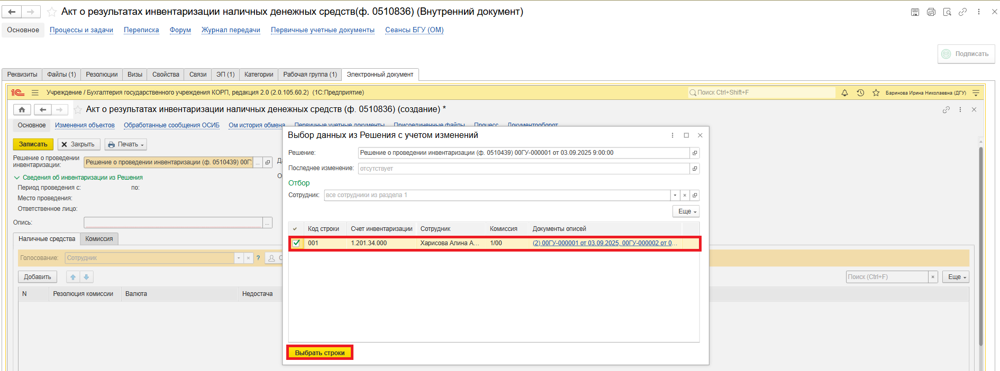 Акт о результатах инвентаризации наличных денежных средств(ф. 0510836) (Внутренний документ)
Основное Процессы и задачи Переписка Форум Журнал передачи Первичные учетные документы Сеансы БГУ (ОМ)
Подписать
Реквизиты Файлы (1) Резолюции Визы Свойства Связи ЭП (1) Категории Рабочая группа (1) Электронный документ
1С Учреждение / Бухгалтерия государственного учреждения КОРП, редакция 2.0 (2.0.105.60.2) (1С:Предприятие) Поиск Ctrl+Shift+F Баринова Ирина Николаевна (ДГУ)
Акт о результатах инвентаризации наличных денежных средств (ф. 0510836) (создание) *
Основное Изменения объектов Обработанные сообщения ОСИБ Ом история обмена Первичные учетные документы Присоединенные файлы Процесс Документооборот
Записать Закрыть Печать
Решение о проведении инвентаризации: Решение о проведении инвентаризации (ф. 0510439) 00Г ...
Сведения об инвентаризации из Решения
Период проведения с: по:
Место проведения:
Ответственное лицо:
Опись: ...
Наличные средства Комиссия
Голосование: Сотрудник ?
Добавить Поиск (Ctrl+F) × Еще
N Резолюция комиссии Валюта Недостача
Выбор данных из Решения с учетом изменений
Решение: Решение о проведении инвентаризации (ф. 0510439) 00ГУ-000001 от 03.09.2025 9:00:00
Последнее изменение: отсутствует
Отбор
Сотрудник: все сотрудники из раздела 1
Еще
Код строки Счет инвентаризации Сотрудник Комиссия Документы описей
001 1.201.34.000 Харисова Алина А... 1/00 (2) 00ГУ-000001 от 03.09.2025, 00ГУ-000002 от 0...
Выбрать строки